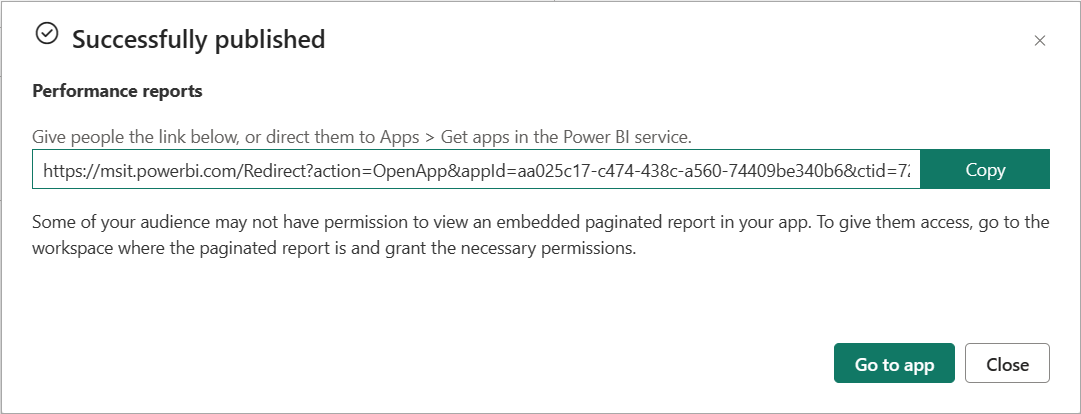 Successfully published
Performance reports
Give people the link below, or direct them to Apps > Get apps in the Power BI service.
https://msit.powerbi.com/Redirect?action=OpenApp&appId=aa025c17-c474-438c-a560-74409be340b6&ctid=72
Copy
Some of your audience may not have permission to view an embedded paginated report in your app. To give them access, go to the
workspace where the paginated report is and grant the necessary permissions.
Go to app
Close